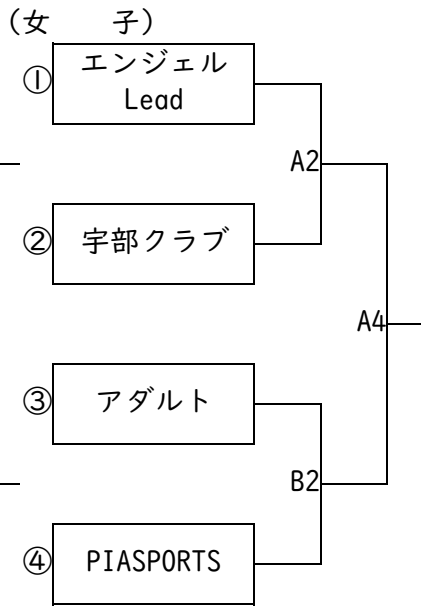 (女 子)
① エンジェル
Lead
A2
② 宇部クラブ
A4
③ アダルト
B2
④ PIASPORTS